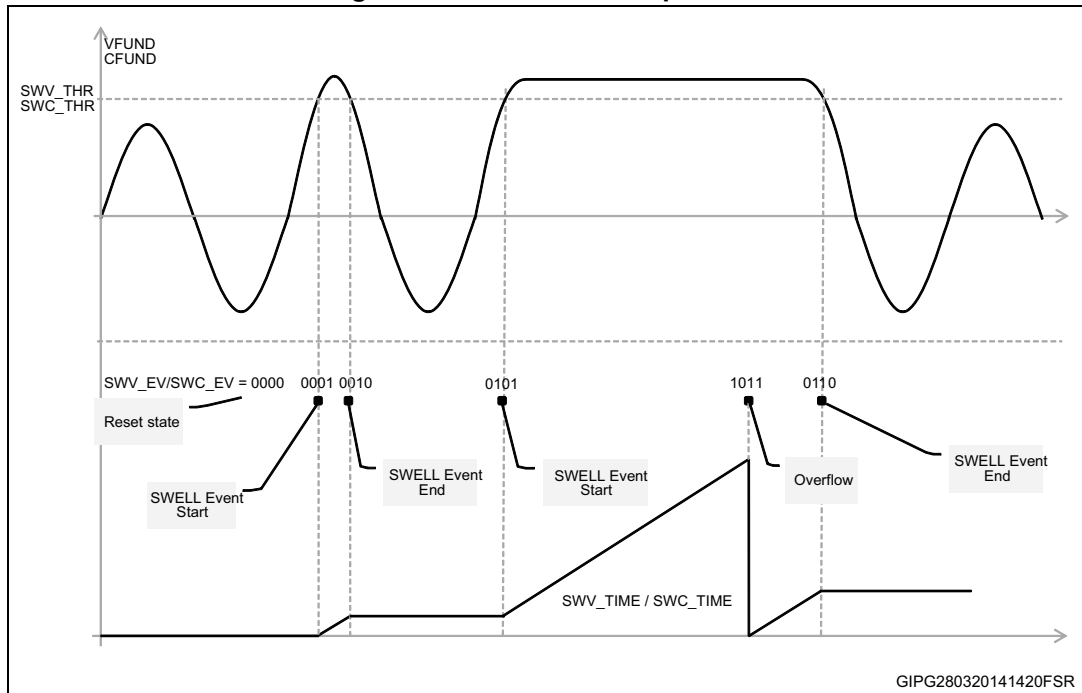 VFUND
CFUND
SWV_THR
SWC_THR
SWV_EV/SWC_EV = 0000 0001 0010 0101 1011 0110
Reset state
SWELL Event
Start
SWELL Event
End
SWELL Event
Start
Overflow
SWELL Event
End
SWV_TIME / SWC_TIME
GIPG280320141420FSR